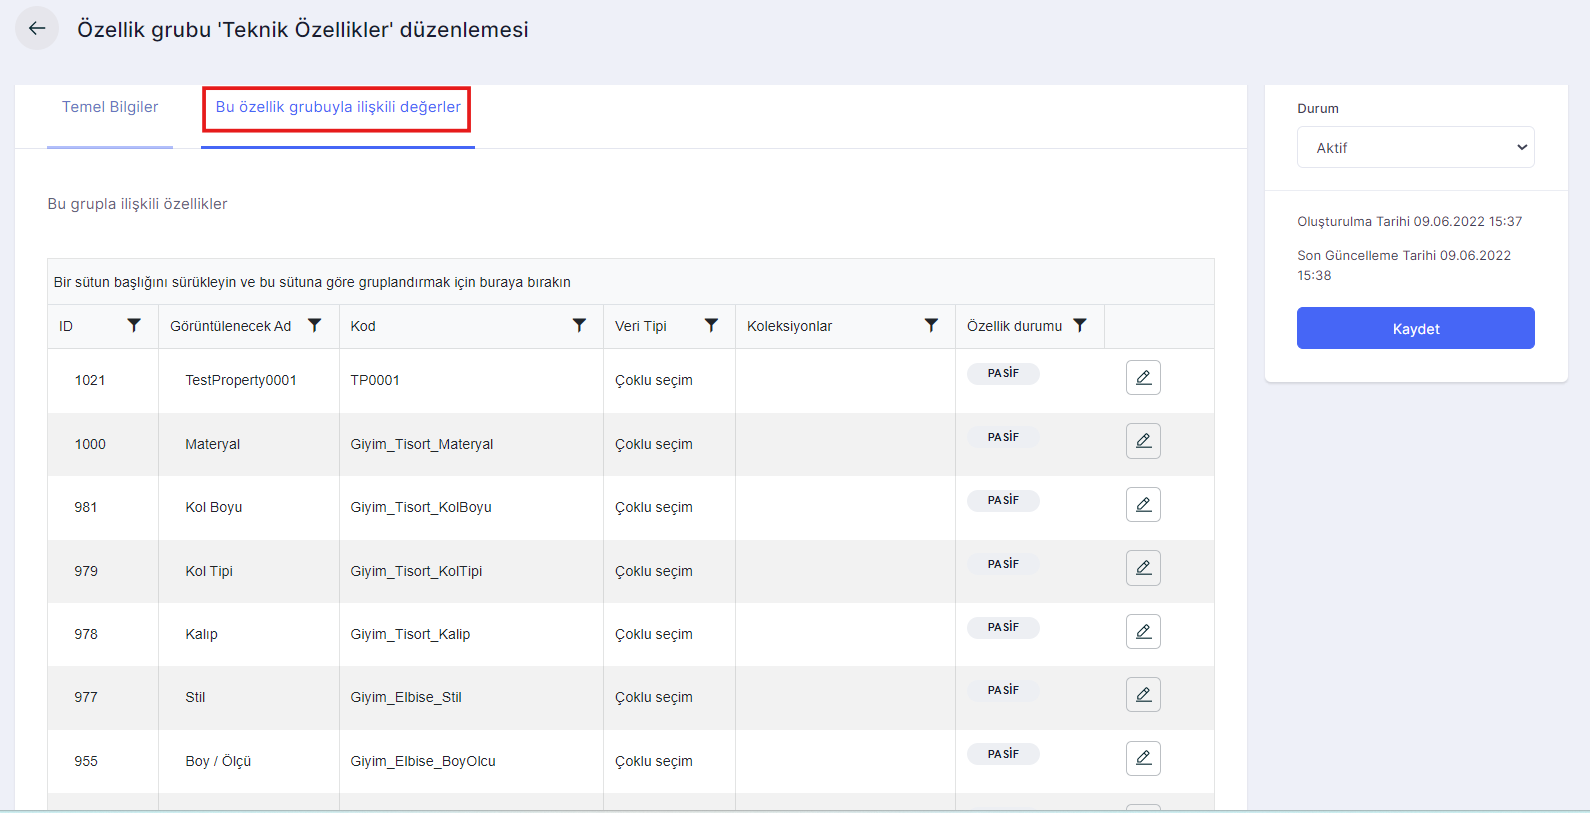 Özellik grubu 'Teknik Özellikler' düzenlemesi
Temel Bilgiler
Bu özellik grubuyla ilişkili değerler
Bu grupla ilişkili özellikler
Bir sütun başlığını sürükleyin ve bu sütuna göre gruplandırmak için buraya bırakın
ID Görüntülenecek Ad Kod Veri Tipi Koleksiyonlar Özellik durumu
1021 TestProperty0001 TP0001 Çoklu seçim PASİF
1000 Materyal Giyim_Tisort_Materyal Çoklu seçim PASİF
981 Kol Boyu Giyim_Tisort_KolBoyu Çoklu seçim PASİF
979 Kol Tipi Giyim_Tisort_KolTipi Çoklu seçim PASİF
978 Kalıp Giyim_Tisort_Kalip Çoklu seçim PASİF
977 Stil Giyim_Elbise_Stil Çoklu seçim PASİF
955 Boy / Ölçü Giyim_Elbise_BoyOlcu Çoklu seçim PASİF
Durum
Aktif
Oluşturulma Tarihi 09.06.2022 15:37
Son Güncelleme Tarihi 09.06.2022
15:38
Kaydet